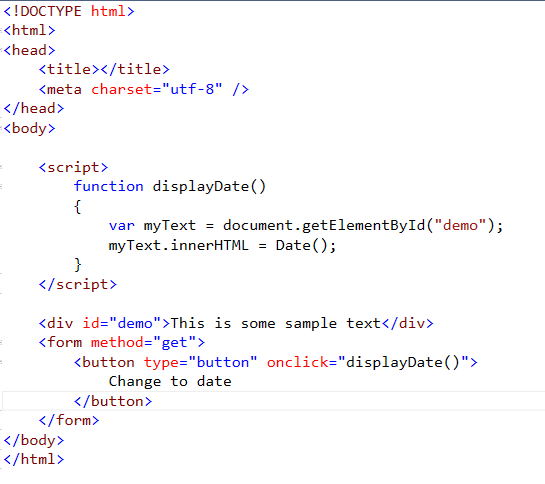 <!DOCTYPE html>
<html>
<head>
    <title></title>
    <meta charset="utf-8" />
</head>
<body>

    <script>
        function displayDate()
        {
            var myText = document.getElementById("demo");
            myText.innerHTML = Date();
        }
    </script>

    <div id="demo">This is some sample text</div>
    <form method="get">
        <button type="button" onclick="displayDate()">
            Change to date
        </button>
    </form>
</body>
</html>